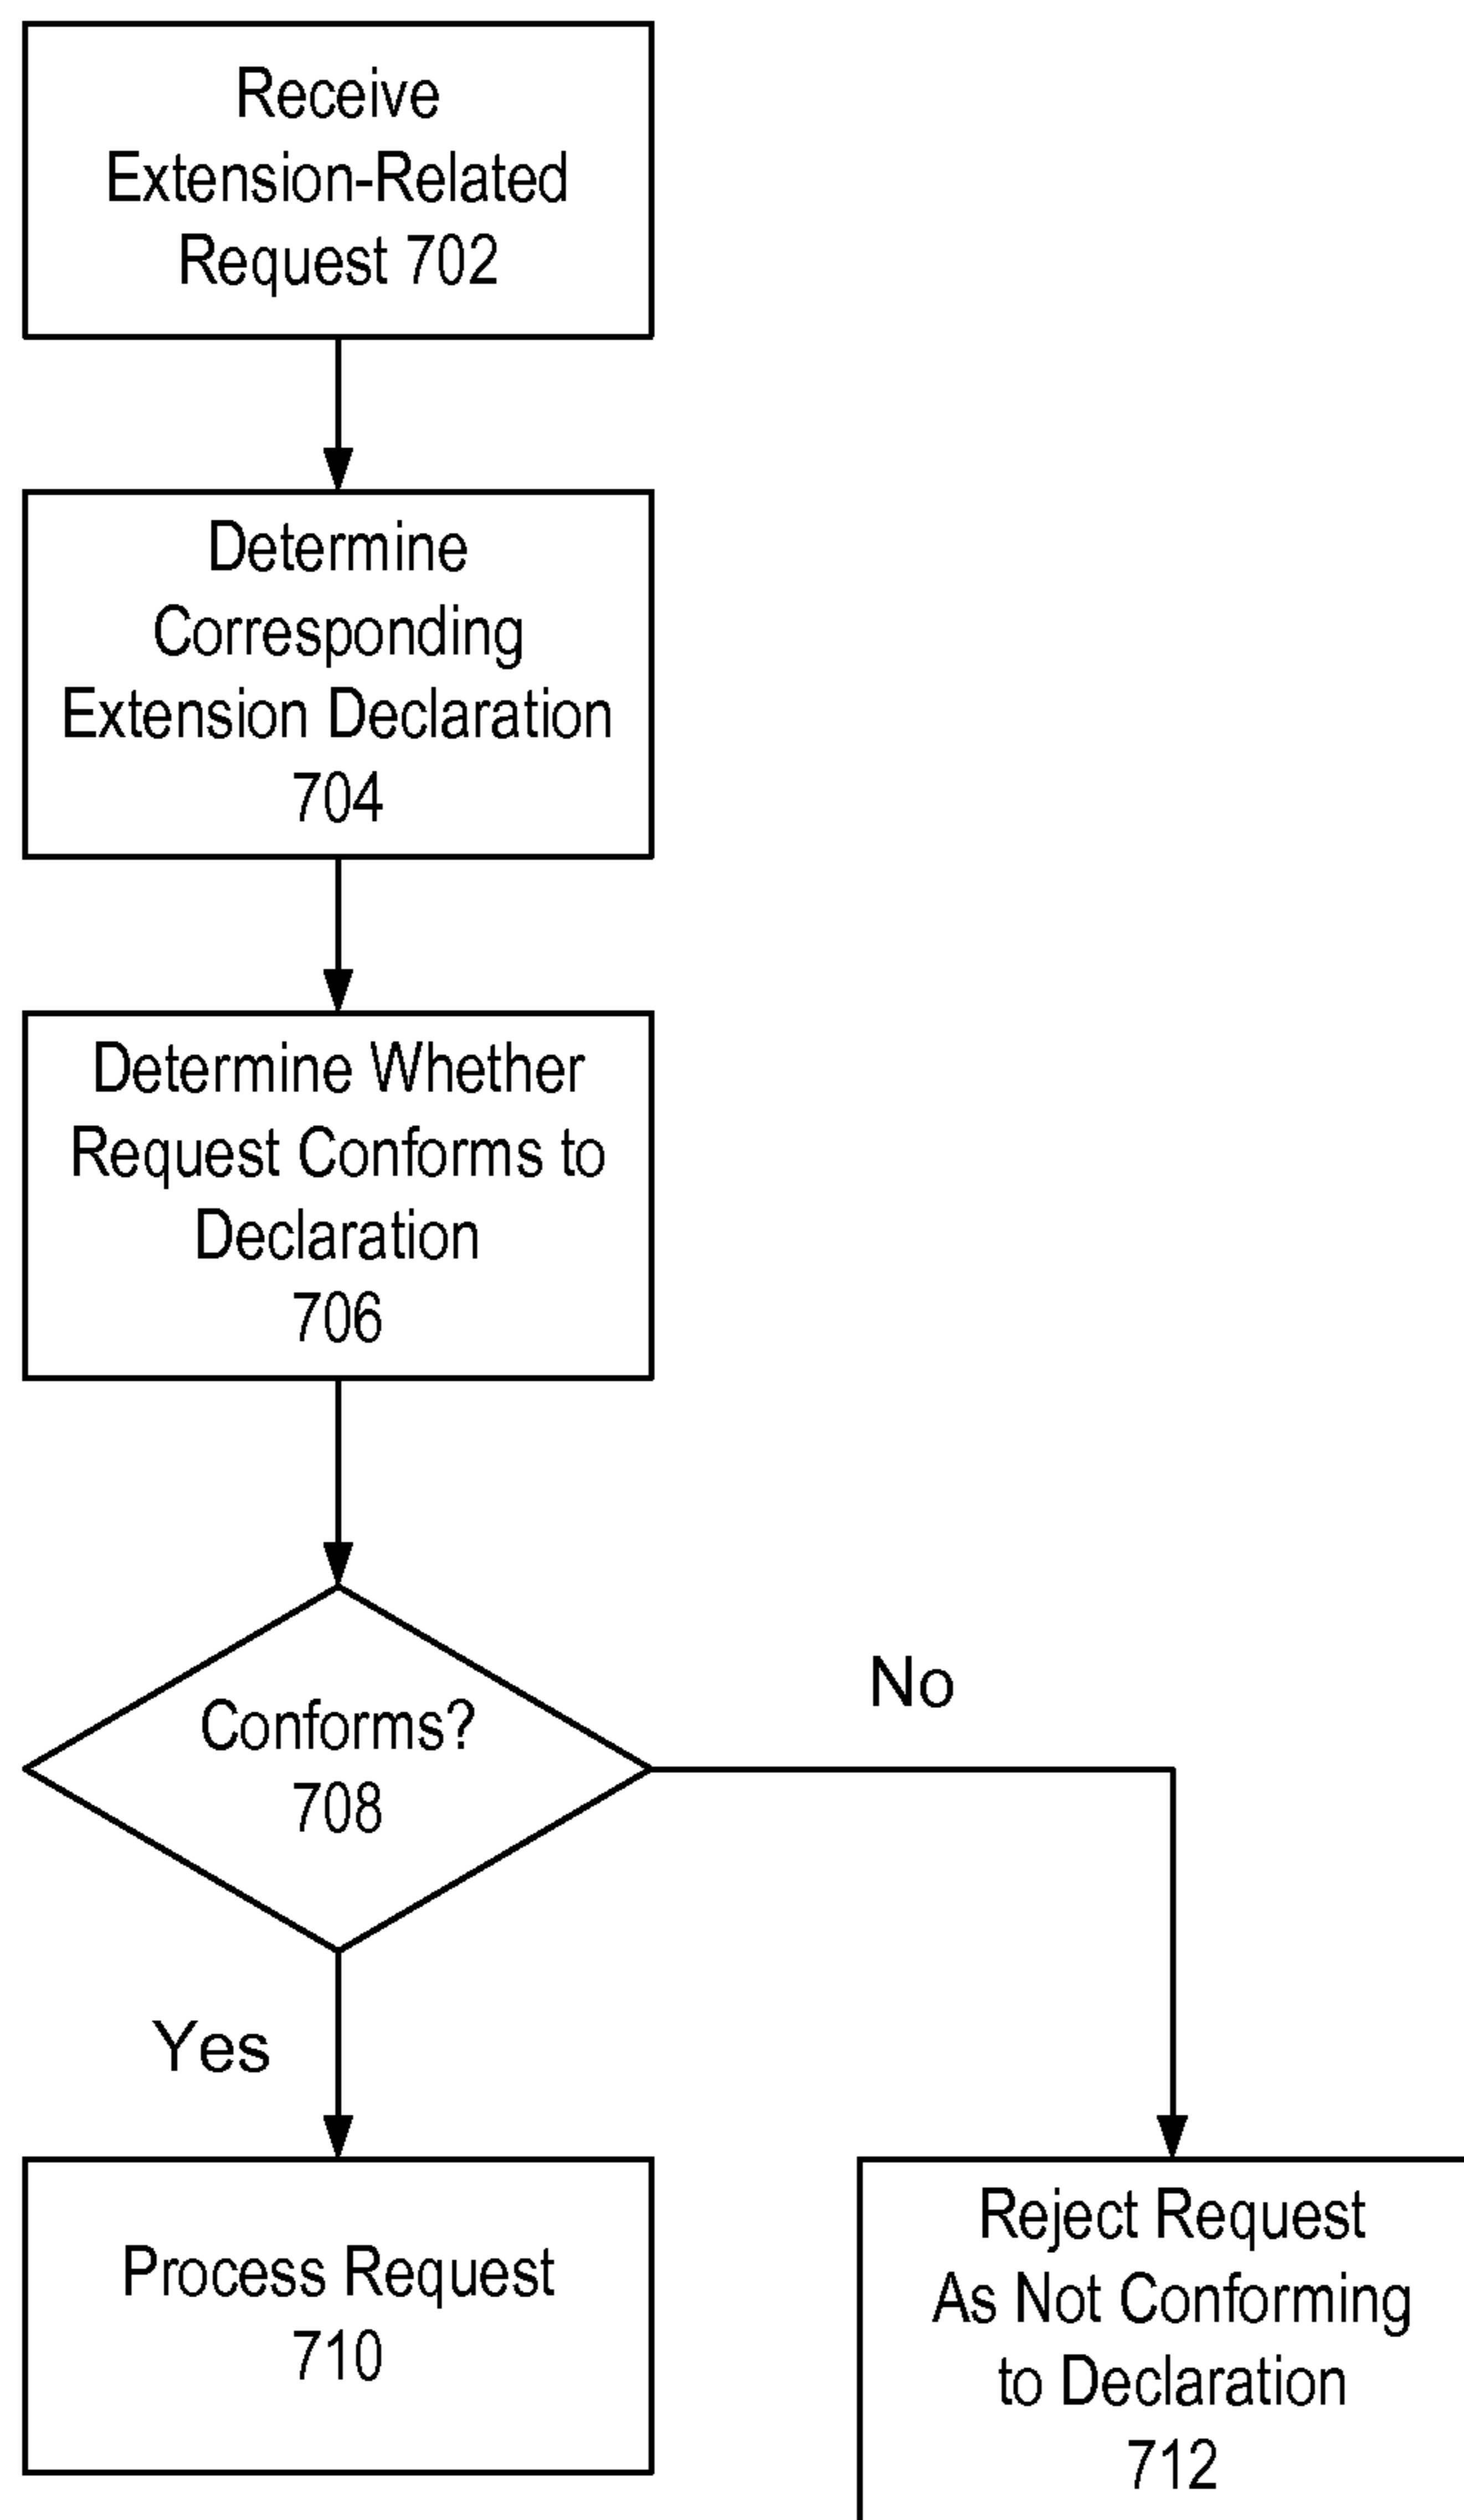 Receive
Extension-Related
Request 702
Determine
Corresponding
Extension Declaration
704
Determine Whether
Request Conforms to
Declaration
706
Conforms?
708
No
Yes
Process Request
710
Reject Request
As Not Conforming
to Declaration
712